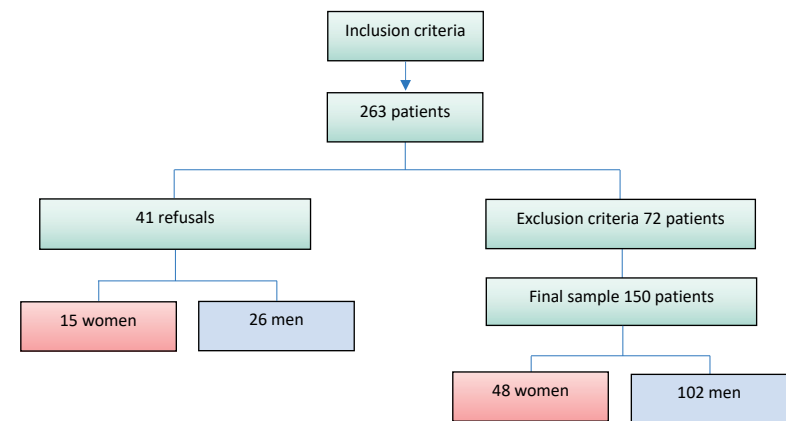 Inclusion criteria
263 patients
41 refusals
Exclusion criteria 72 patients
15 women
26 men
Final sample 150 patients
48 women
102 men